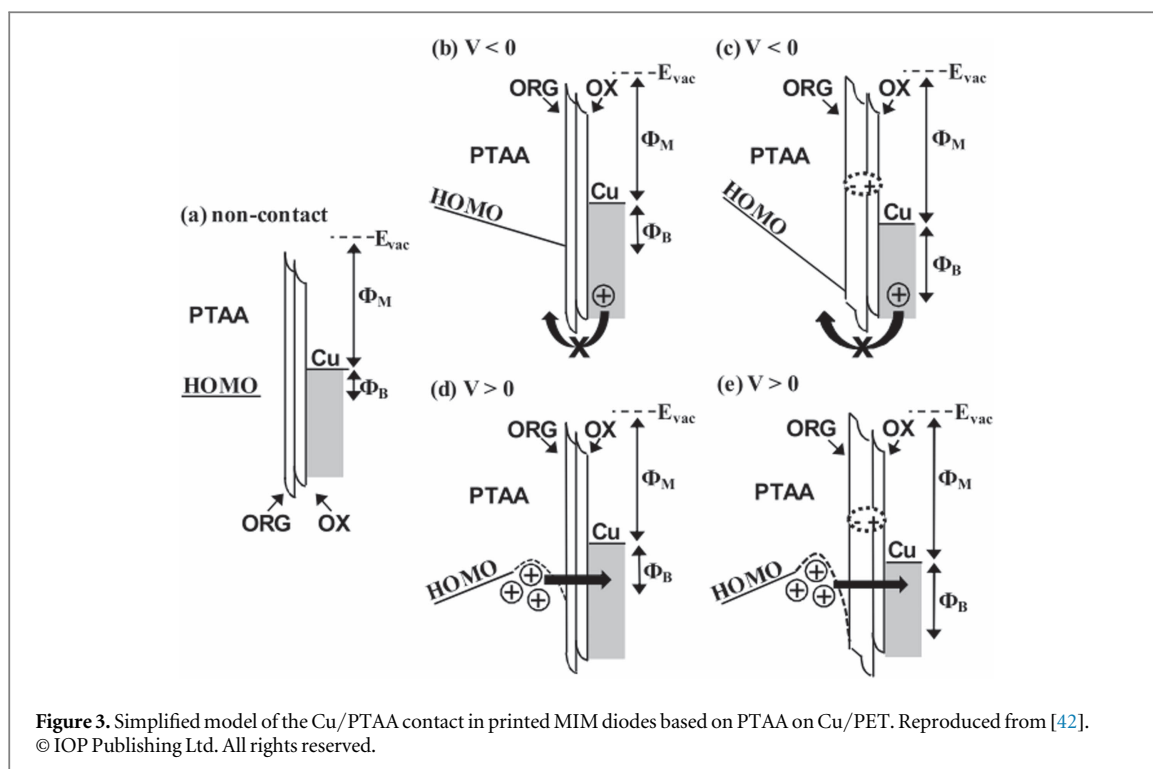 (b) V < 0
(c) V < 0
E_vac
E_vac
ORG
OX
ORG
OX
Φ_M
Φ_M
PTAA
PTAA
HOMO
Cu
HOMO
Cu
(a) non-contact
Φ_B
Φ_B
E_vac
+
-
+
+
Φ_M
PTAA
X
X
Cu
HOMO
Φ_B
(d) V > 0
(e) V > 0
E_vac
E_vac
ORG
OX
ORG
OX
Φ_M
Φ_M
PTAA
PTAA
ORG
OX
-
+
Cu
Cu
HOMO
+
+
+
Φ_B
HOMO
+
+
+
Φ_B
Figure 3. Simplified model of the Cu/PTAA contact in printed MIM diodes based on PTAA on Cu/PET. Reproduced from [42].
© IOP Publishing Ltd. All rights reserved.